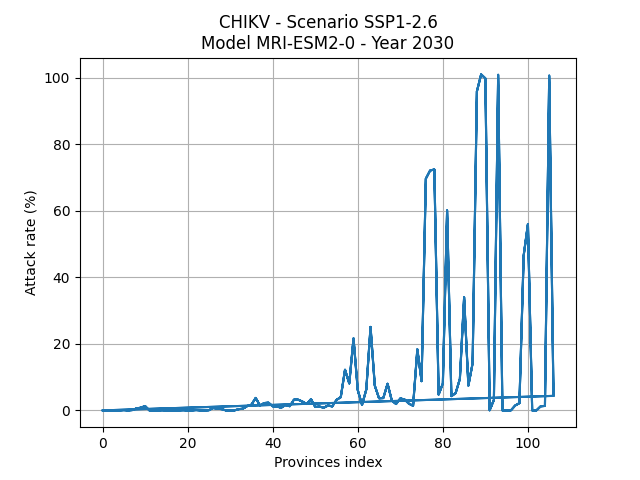 CHIKV - Scenario SSP1-2.6
Model MRI-ESM2-0 - Year 2030
Attack rate (%)
100
80
60
40
20
0
0 20 40 60 80 100
Provinces index